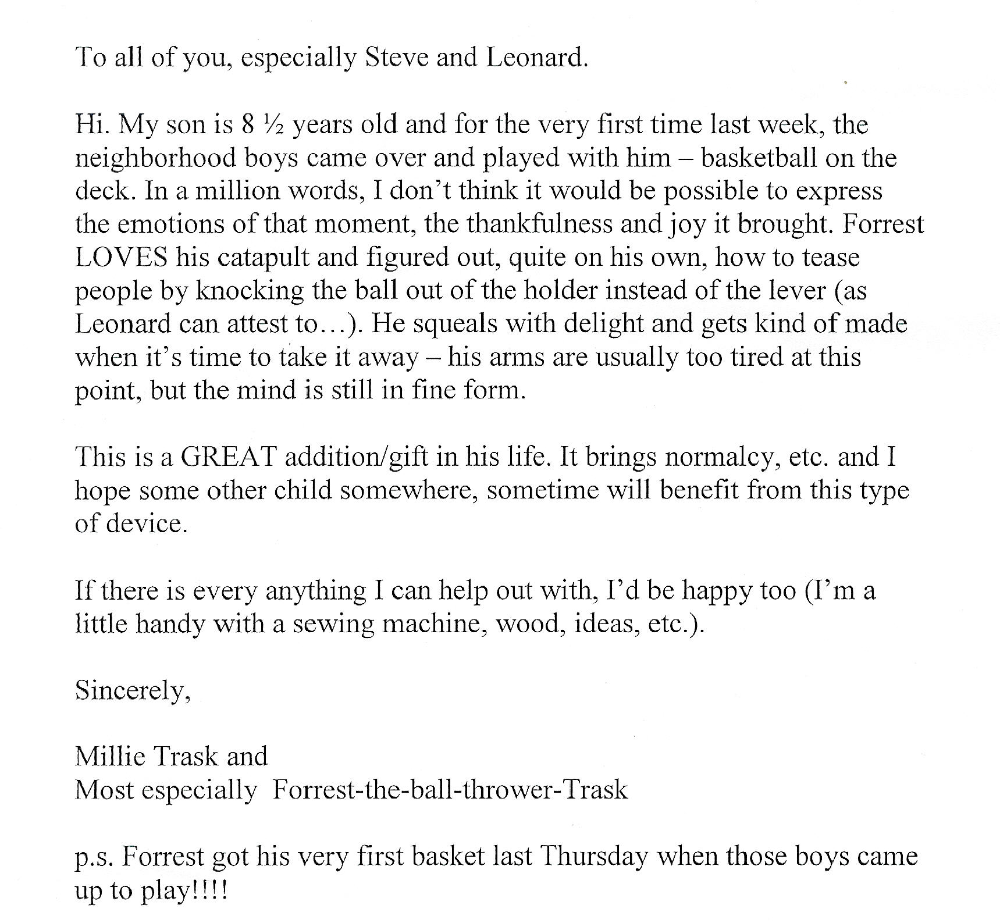 To all of you, especially Steve and Leonard.
Hi. My son is 8 ½ years old and for the very first time last week, the
neighborhood boys came over and played with him – basketball on the
deck. In a million words, I don’t think it would be possible to express
the emotions of that moment, the thankfulness and joy it brought. Forrest
LOVES his catapult and figured out, quite on his own, how to tease
people by knocking the ball out of the holder instead of the lever (as
Leonard can attest to…). He squeals with delight and gets kind of made
when it’s time to take it away – his arms are usually too tired at this
point, but the mind is still in fine form.
This is a GREAT addition/gift in his life. It brings normalcy, etc. and I
hope some other child somewhere, sometime will benefit from this type
of device.
If there is every anything I can help out with, I’d be happy too (I’m a
little handy with a sewing machine, wood, ideas, etc.).
Sincerely,
Millie Trask and
Most especially  Forrest-the-ball-thrower-Trask
p.s. Forrest got his very first basket last Thursday when those boys came
up to play!!!!